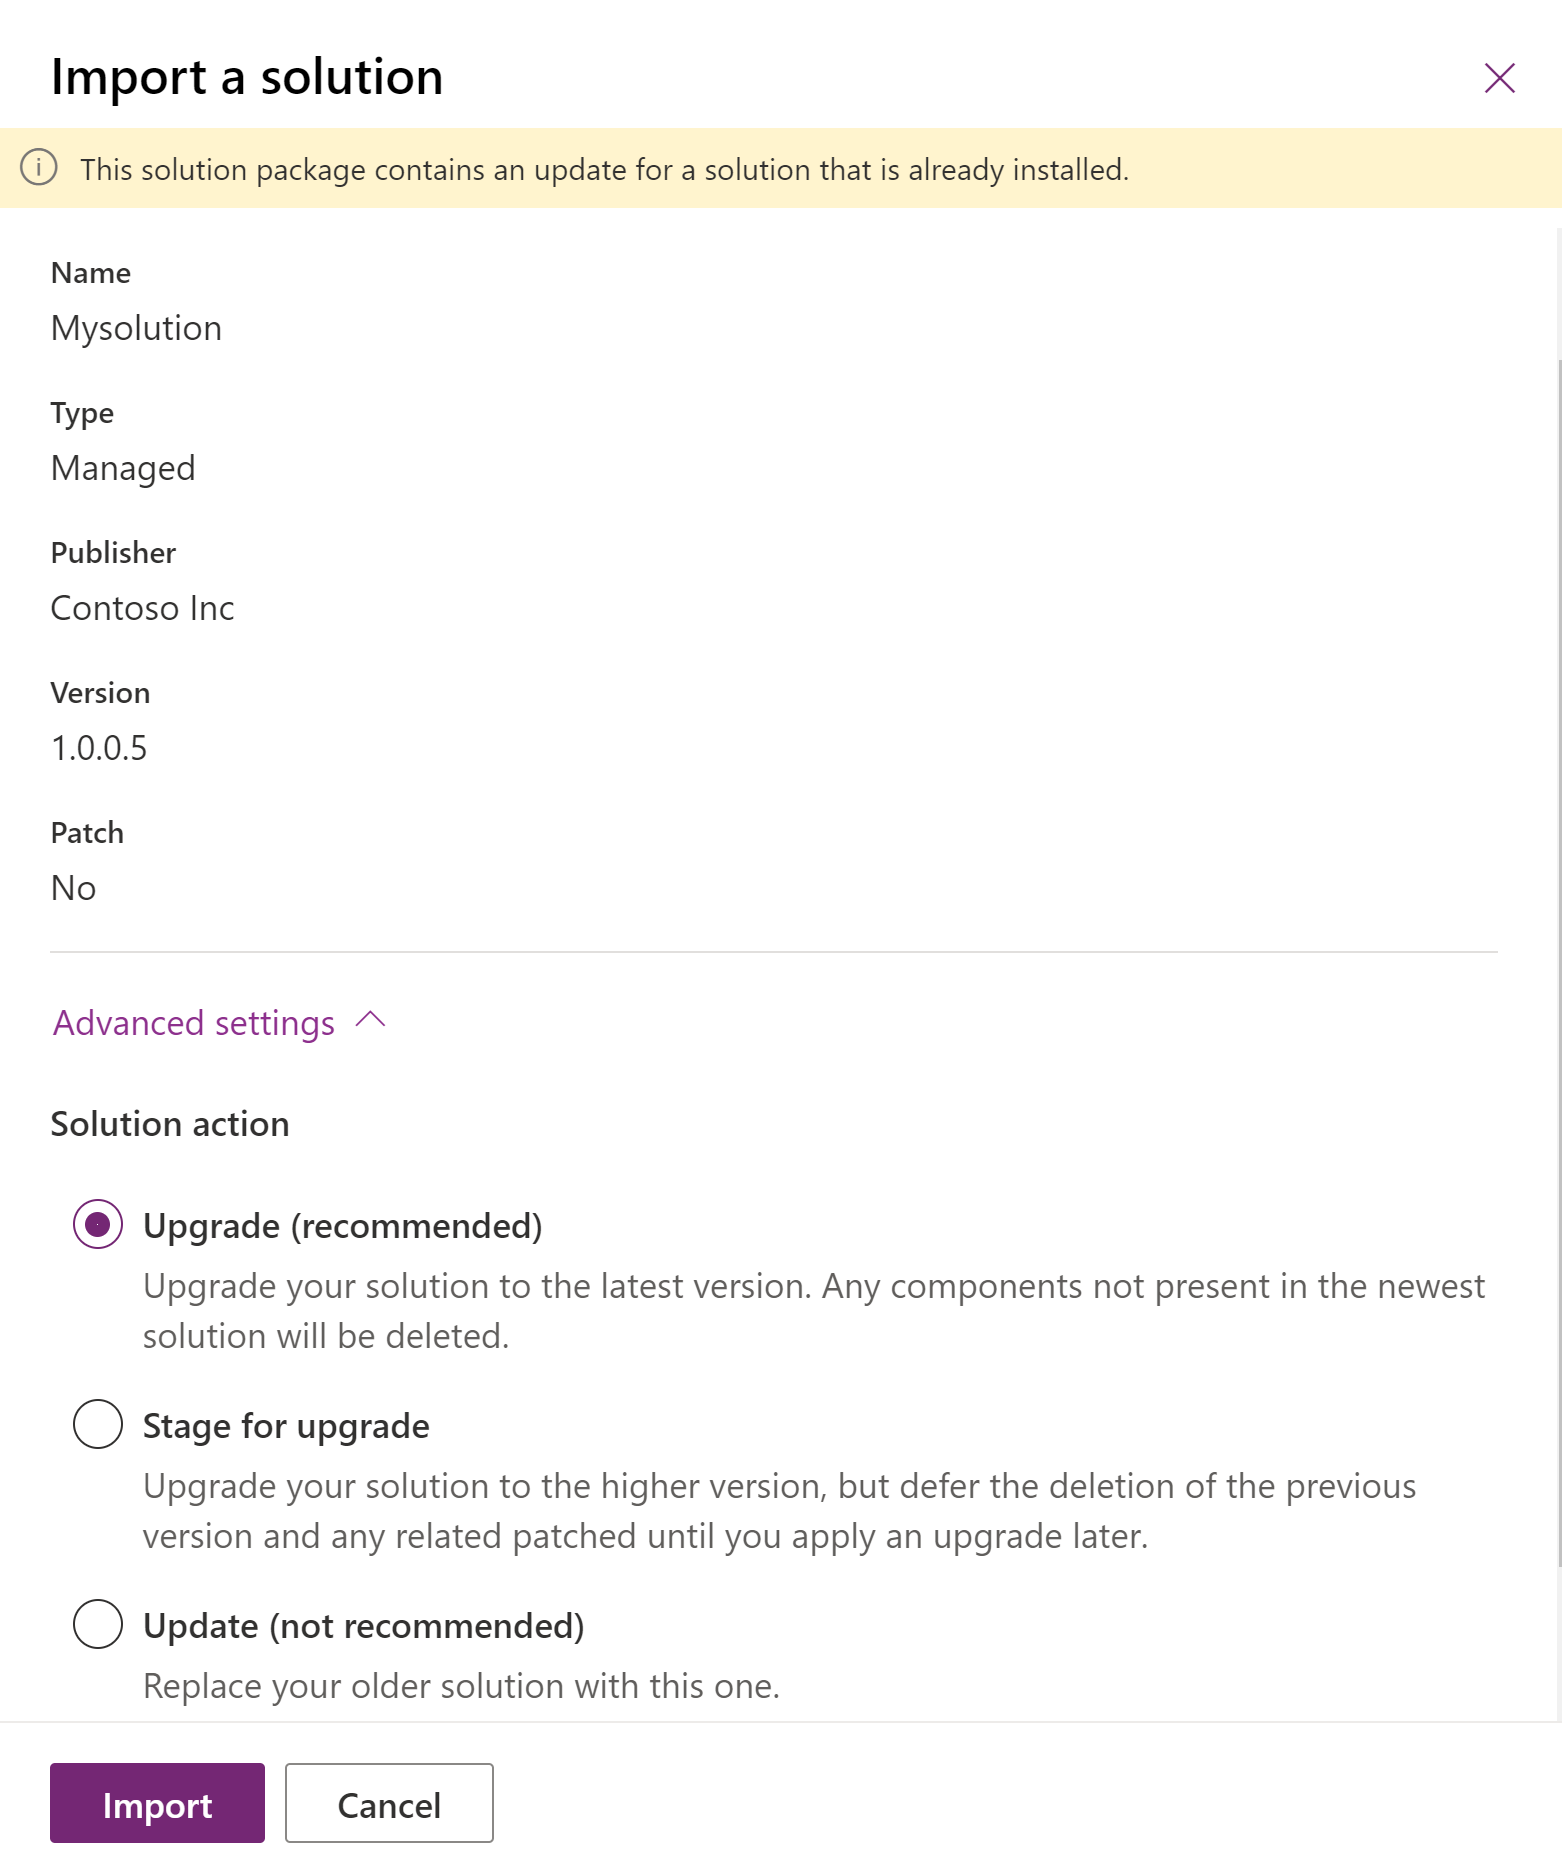 Import a solution
This solution package contains an update for a solution that is already installed.
Name
Mysolution
Type
Managed
Publisher
Contoso Inc
Version
1.0.0.5
Patch
No
Advanced settings
Solution action
Upgrade (recommended)
Upgrade your solution to the latest version. Any components not present in the newest
solution will be deleted.
Stage for upgrade
Upgrade your solution to the higher version, but defer the deletion of the previous
version and any related patched until you apply an upgrade later.
Update (not recommended)
Replace your older solution with this one.
Import
Cancel